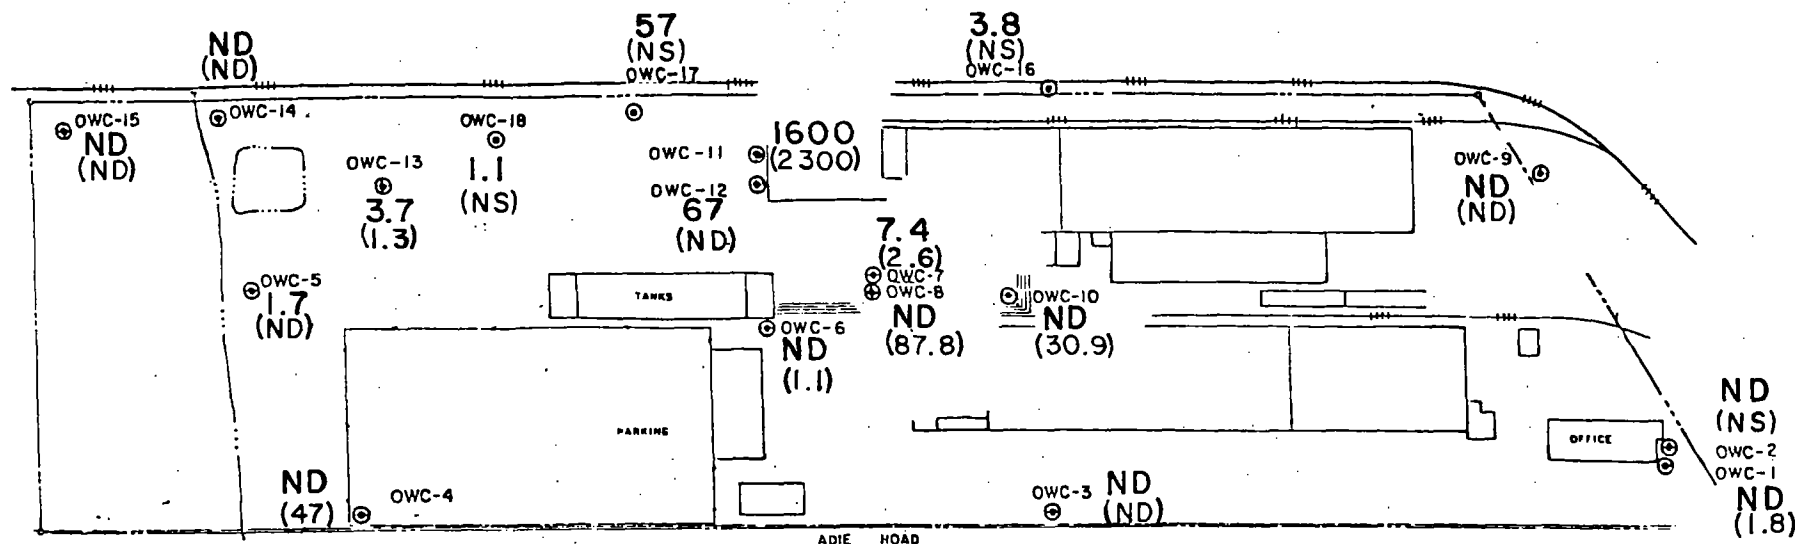 57
(NS)
OWC-17
3.8
(NS)
OWC-16
ND
(ND)
OWC-14
OWC-15
ND
(ND)
OWC-18
1.1
(NS)
OWC-13
3.7
(1.3)
OWC-11
1600
(2300)
OWC-12
67
(ND)
OWC-9
ND
(ND)
7.4
(2.6)
OWC-7
OWC-8
ND
(87.8)
OWC-5
1.7
(ND)
TANKS
OWC-10
ND
(30.9)
OWC-6
ND
(1.1)
PARKING
ND
(NS)
OFFICE
OWC-2
OWC-1
ND
(1.8)
ND
(47)
OWC-4
OWC-3
ND
(ND)
ADIE ROAD